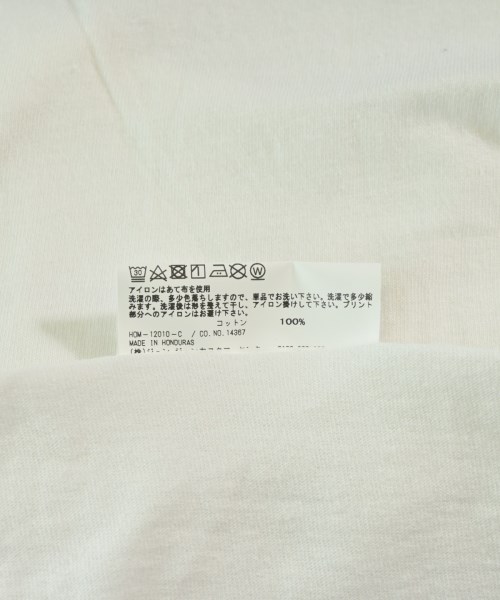 30 W
アイロンはあて布を使用
洗濯の際、多少色落ちしますので、単品でお洗い下さい。洗濯で多少縮
みます。洗濯後は形を整えて干し、アイロン掛けして下さい。プリント
部分へのアイロンはお避け下さい。
コットン 100%
HOM-12010-C / CO.NO.14367
MADE IN HONDURAS